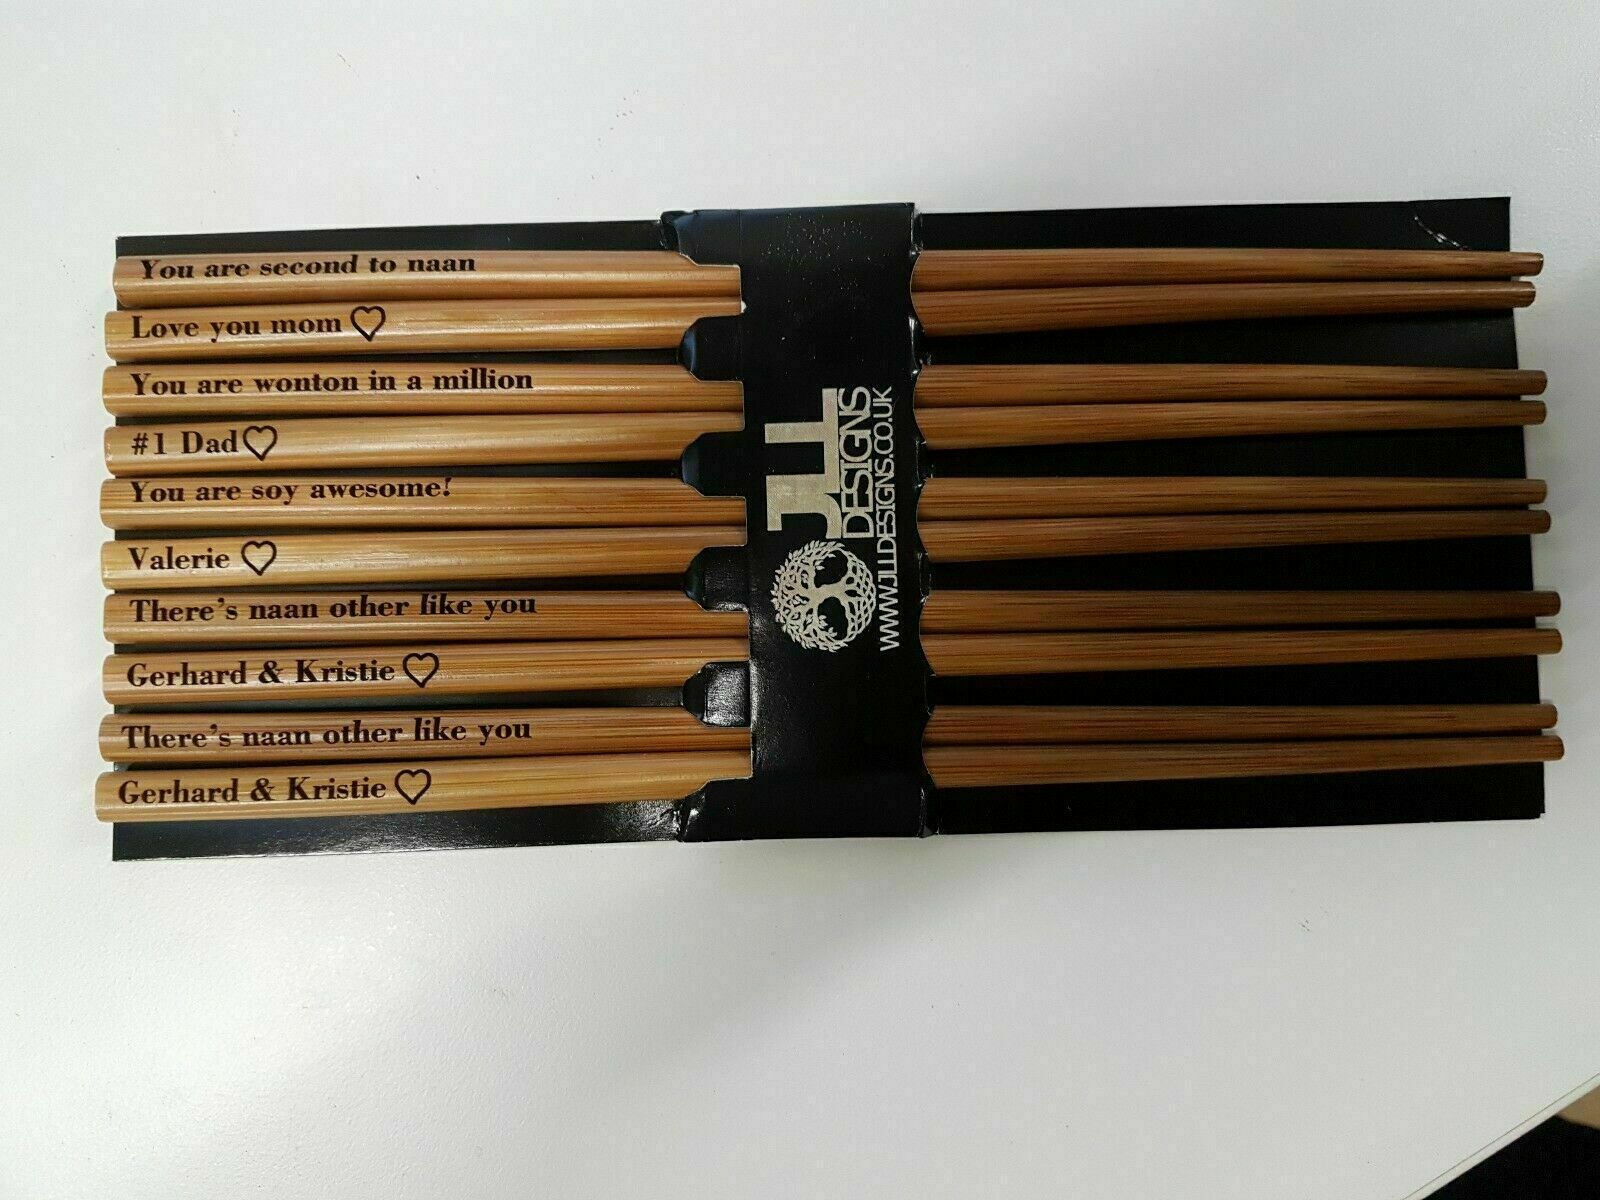 You are second to naan
Love you mom ♡
You are wonton in a million
#1 Dad ♡
You are soy awesome!
Valerie ♡
There's naan other like you
Gerhard & Kristie ♡
There's naan other like you
Gerhard & Kristie ♡
JLL
DESIGNS
WWW.JLLDESIGNS.CO.UK